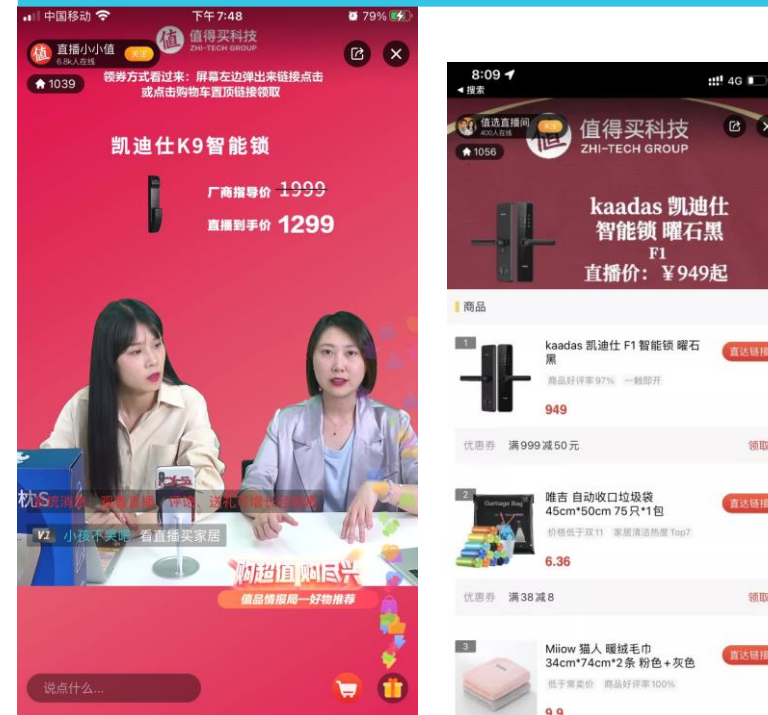 中国移动
下午7:48
79%
值得买科技
ZHI-TECH GROUP
值
直播小小值
6.8k人在线
关注
1039
领券方式看过来：屏幕左边弹出来链接点击
或点击购物车置顶链接领取
凯迪仕K9智能锁
厂商指导价 1999
直播到手价 1299
枕S
V1 小孩不笑吧 看直播买家居
购超值 购尽兴
值品情报局—好物推荐
说点什么...
8:09
4G
搜索
值选直播间
400人在线
关注
值得买科技
ZHI-TECH GROUP
1056
kaadas 凯迪仕
智能锁 曜石黑
F1
直播价：￥949起
商品
1
kaadas 凯迪仕 F1 智能锁 曜石
黑
直达链接
商品好评率97% 一触即开
949
优惠券 满999减50元
领取
2
Garbage Bag
唯吉 自动收口垃圾袋
45cm*50cm 75只*1包
直达链接
价格低于双11 家居清洁热度Top7
6.36
优惠券 满38减8
领取
3
Miiow 猫人 暖绒毛巾
34cm*74cm*2条 粉色+灰色
直达链接
低于常卖价 商品好评率100%
9.9